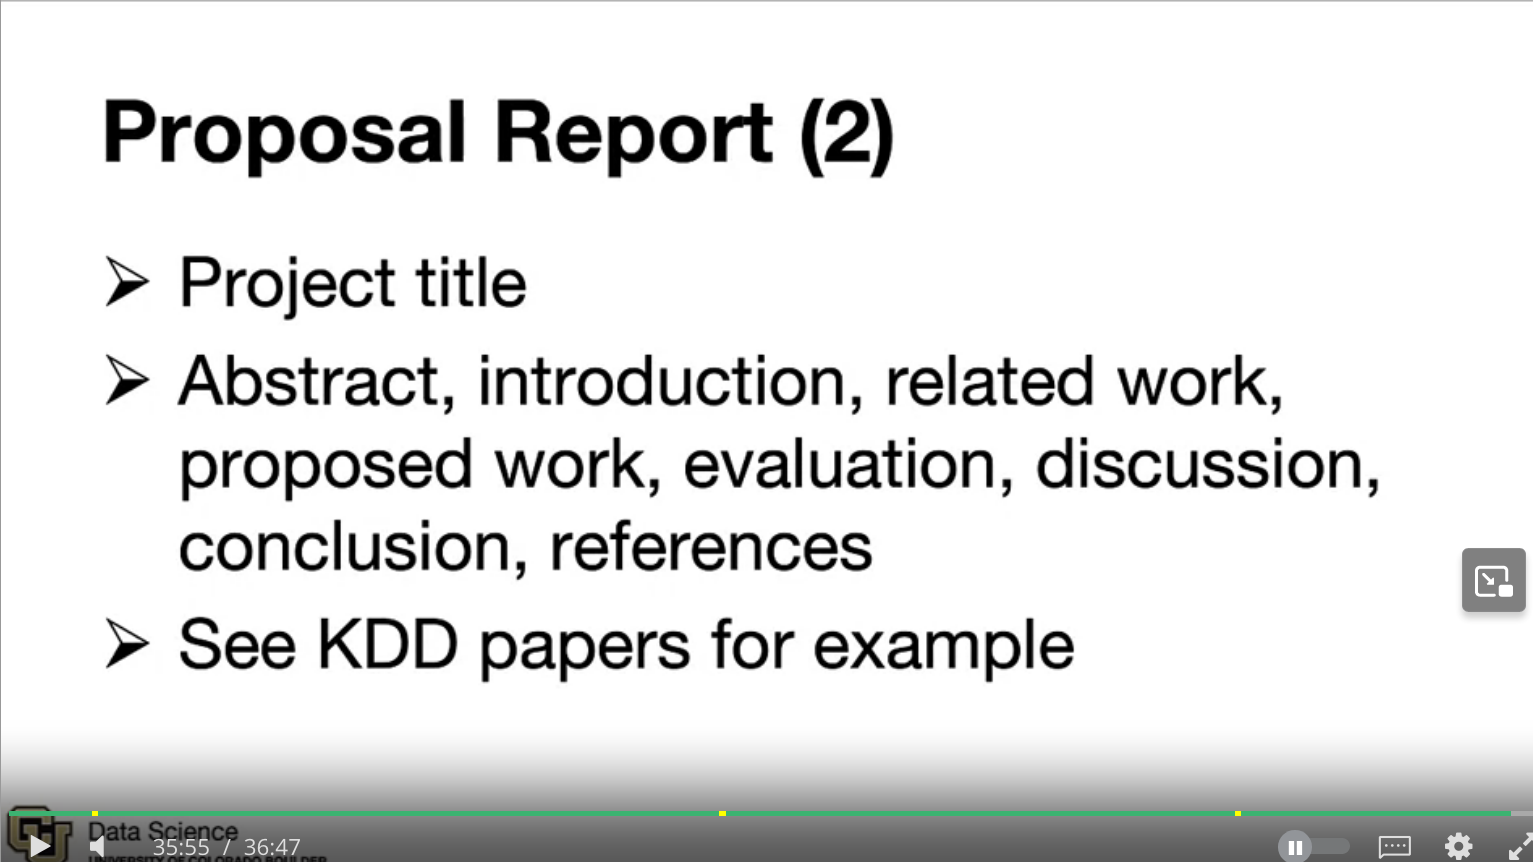 Proposal Report (2)
Project title
Abstract, introduction, related work,
proposed work, evaluation, discussion,
conclusion, references
See KDD papers for example
Data Science
UNIVERSITY OF COLORADO BOULDER
35:55 / 36:47